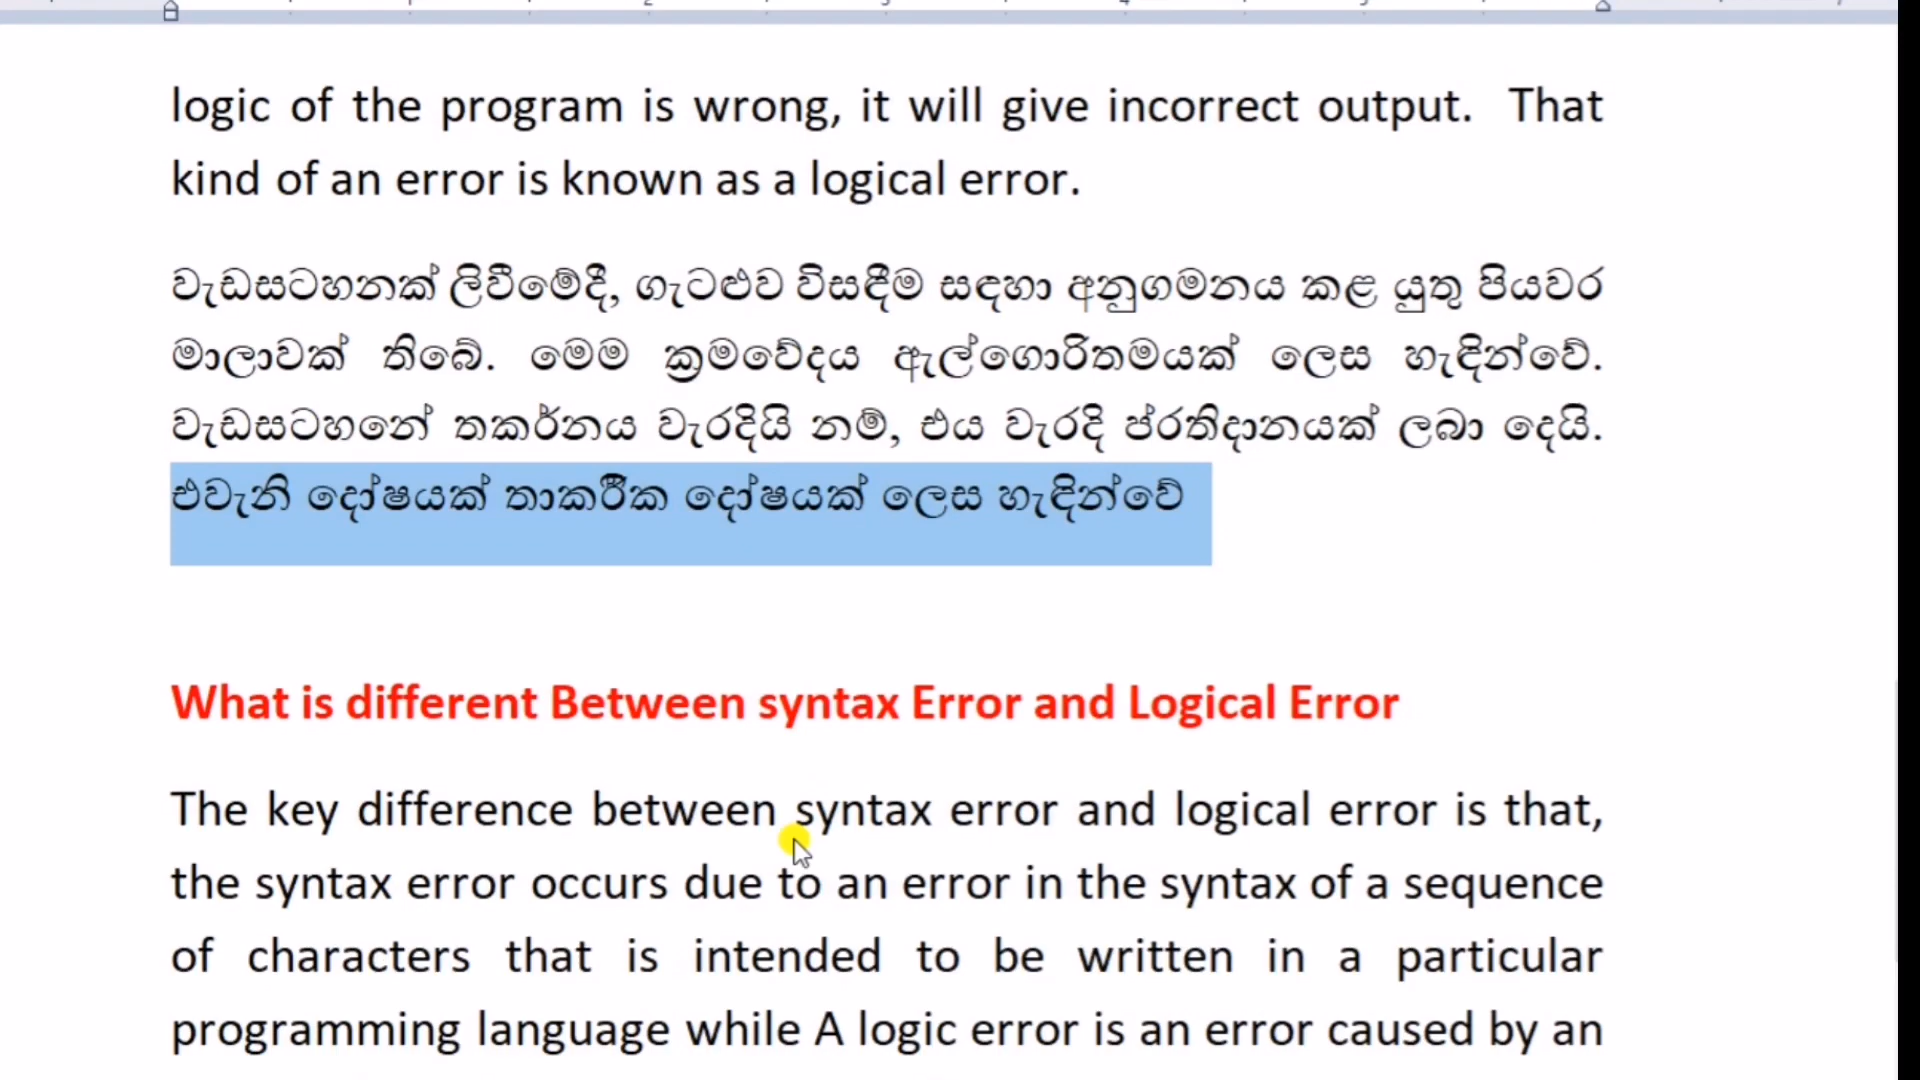 logic of the program is wrong, it will give incorrect output. That
kind of an error is known as a logical error.
වැඩසටහනක් ලිවීමේදී, ගැටළුව විසඳීම සඳහා අනුගමනය කළ යුතු පියවර
මාලාවක් තිබේ. මෙම ක්‍රමවේදය ඇල්ගොරිතමයක් ලෙස හැඳින්වේ.
වැඩසටහනේ තර්කනය වැරදියි නම්, එය වැරදි ප්රතිදානයක් ලබා දෙයි.
එවැනි දෝෂයක් තාර්කික දෝෂයක් ලෙස හැඳින්වේ
What is different Between syntax Error and Logical Error
The key difference between syntax error and logical error is that,
the syntax error occurs due to an error in the syntax of a sequence
of characters that is intended to be written in a particular
programming language while A logic error is an error caused by an